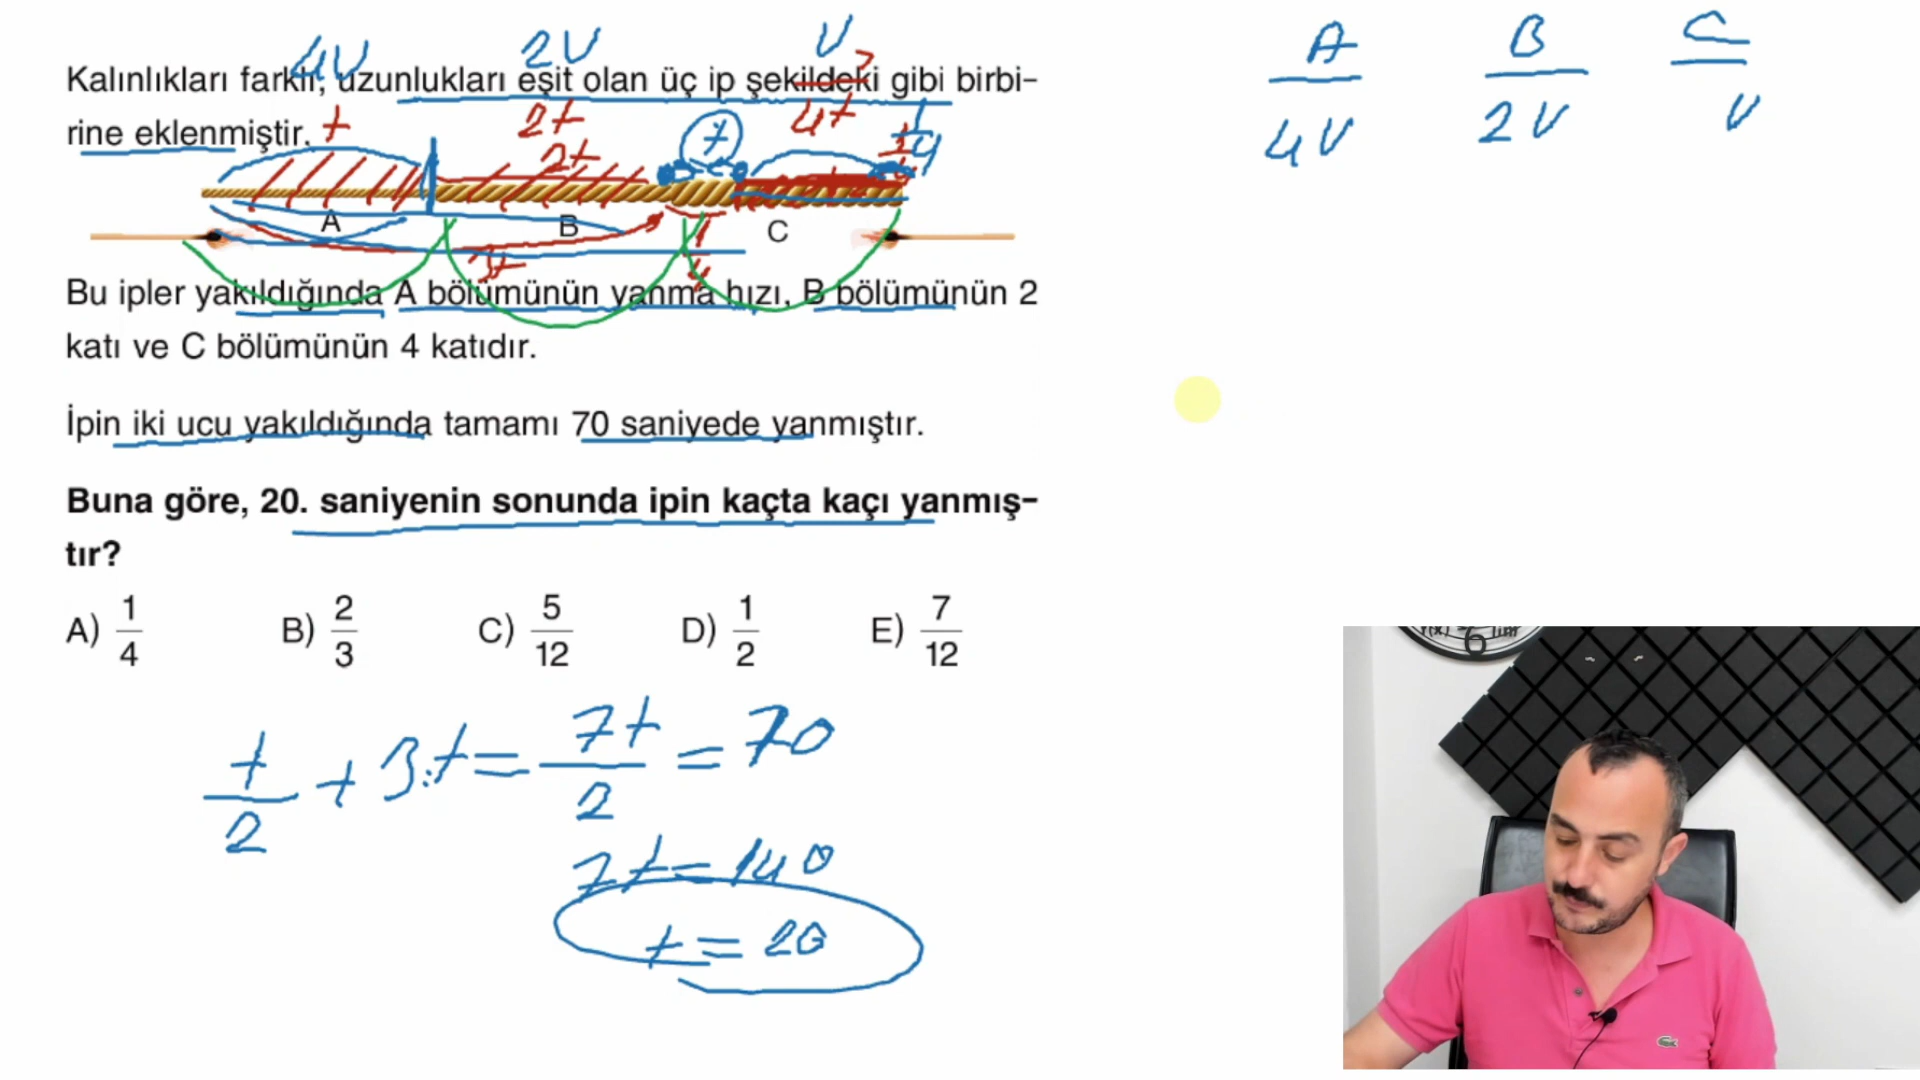 4V 2V V
A B C
Kalınlıkları farklı, uzunlukları eşit olan üç ip şekildeki gibi birbi-
4V 2V V
rine eklenmiştir.
t 2t t 4t
2t
A B C
3t
Bu ipler yakıldığında A bölümünün yanma hızı, B bölümünün 2
katı ve C bölümünün 4 katıdır.
İpin iki ucu yakıldığında tamamı 70 saniyede yanmıştır.
Buna göre, 20. saniyenin sonunda ipin kaçta kaçı yanmış-
tır?
A) 1/4 B) 2/3 C) 5/12 D) 1/2 E) 7/12
t/2 + 3.t = 7t/2 = 70
7t = 140
t = 20